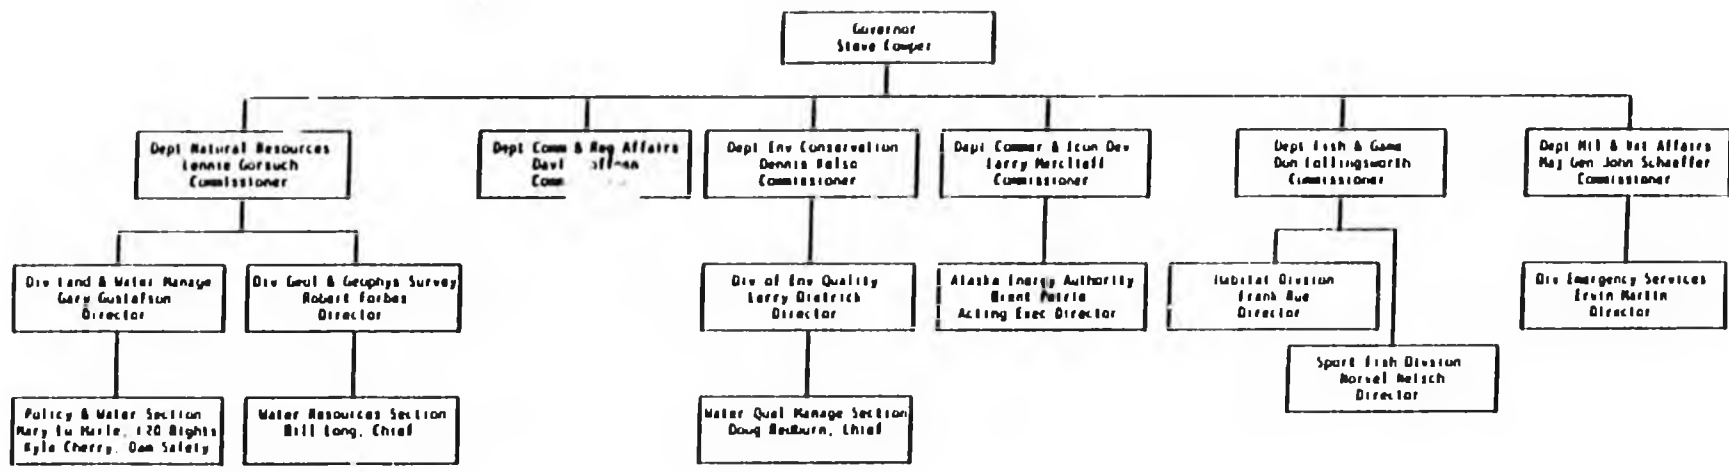 Governor
Steve Cowper
Dept Natural Resources
Lennie Gorsuch
Commissioner
Dept Comm & Reg Affairs
Dept Env Conservation
Dennis Kelso
Commissioner
Dept Commer & Econ Dev
Larry Mercilieff
Commissioner
Dept Fish & Game
Don Collingsworth
Commissioner
Dept Mil & Vet Affairs
Maj Gen John Schaeffer
Commissioner
Div Land & Water Manage
Gary Gustafson
Director
Div Geol & Geophys Survey
Robert Forbes
Director
Div of Env Quality
Larry Dietrick
Director
Alaska Energy Authority
Brent Petrie
Acting Exec Director
Habitat Division
Frank Rue
Director
Div Emergency Services
Ervin Martin
Director
Sport Fish Division
Norval Netsch
Director
Policy & Water Section
Mary Lu Harle, Rights
Kyle Cherry, Dam Safety
Water Resources Section
Bill Long, Chief
Water Qual Manage Section
Doug Redburn, Chief